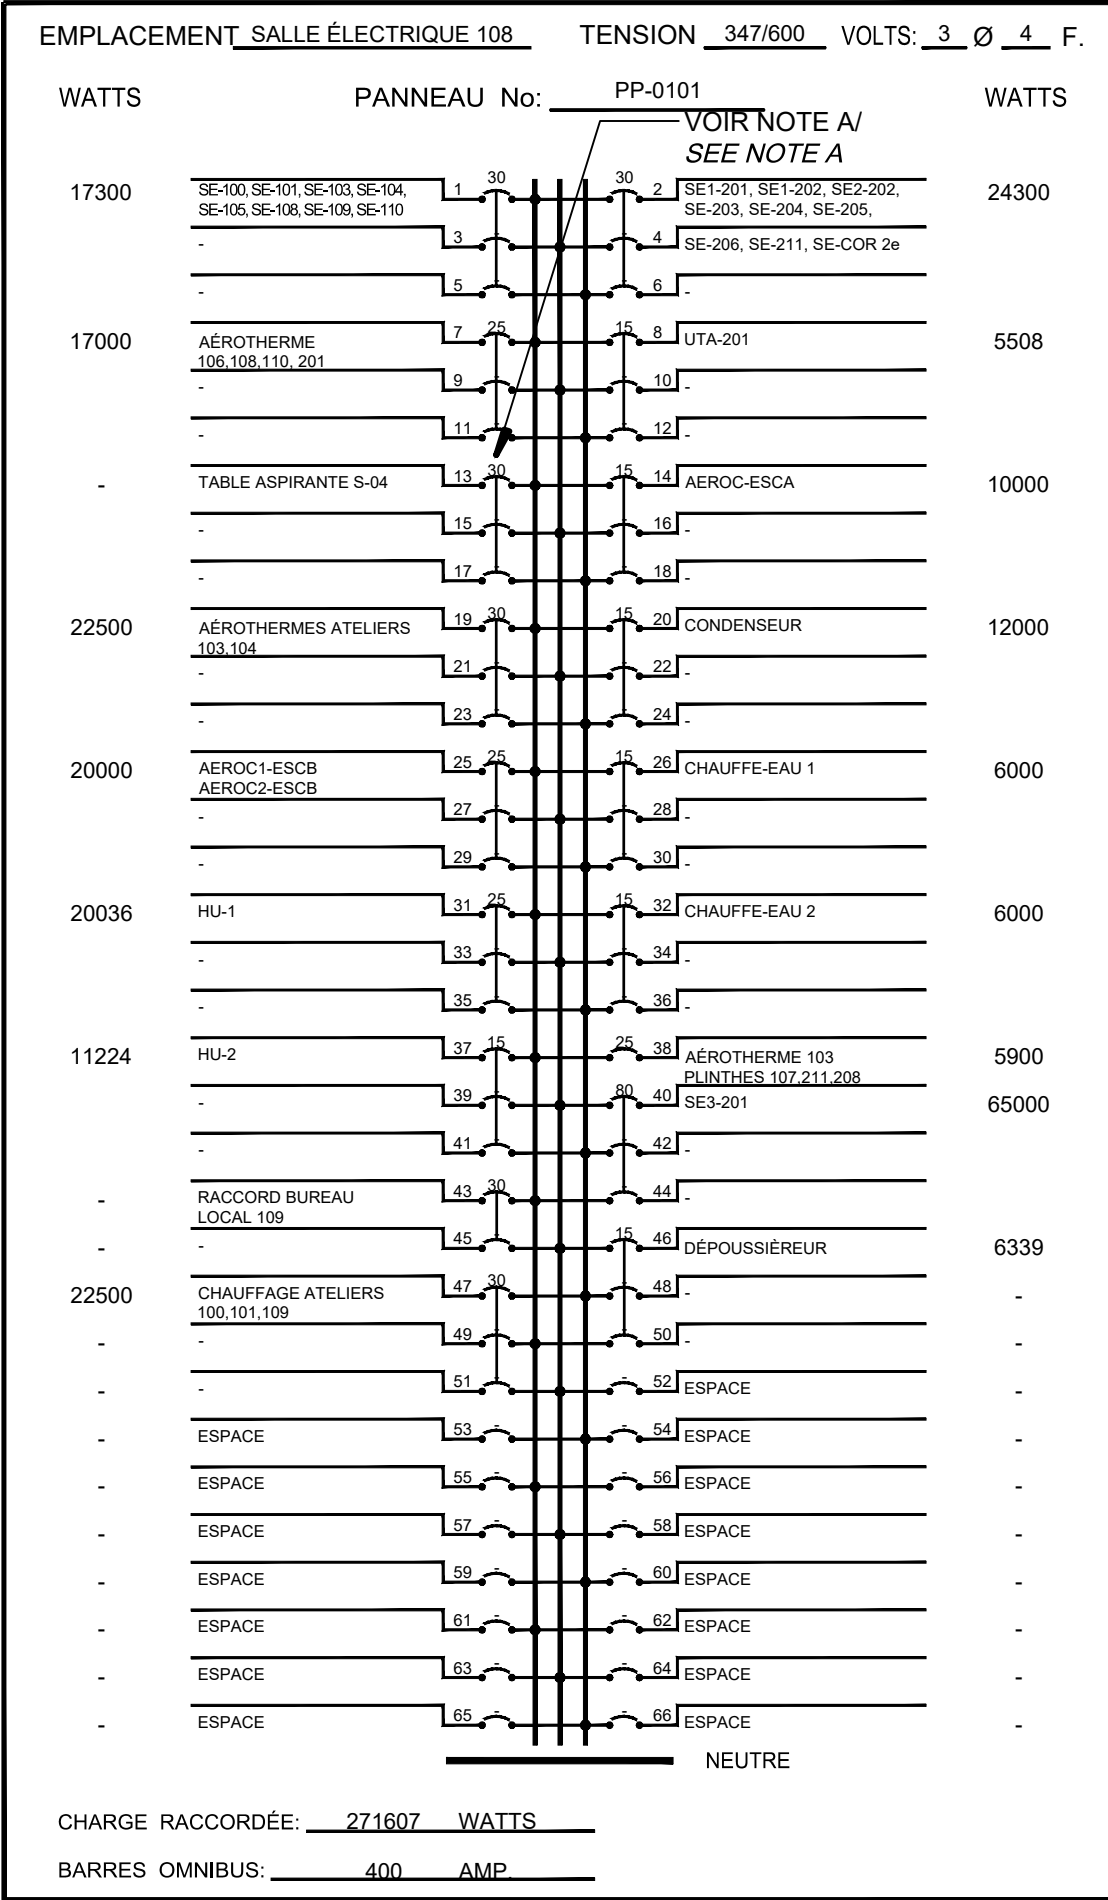 EMPLACEMENT SALLE ÉLECTRIQUE 108 TENSION 347/600 VOLTS: 3 Ø 4 F.
WATTS PANNEAU No: PP-0101 WATTS
VOIR NOTE A/
SEE NOTE A
17300 SE-100, SE-101, SE-103, SE-104, 1 30 30 2 SE1-201, SE1-202, SE2-202, 24300
SE-105, SE-108, SE-109, SE-110 SE-203, SE-204, SE-205,
- 3 - - 4 SE-206, SE-211, SE-COR 2e
- 5 - - 6 -
17000 AÉROTHERME 7 25 15 8 UTA-201 5508
106,108,110, 201
- 9 - - 10 -
- 11 - - 12 -
- TABLE ASPIRANTE S-04 13 30 15 14 AEROC-ESCA 10000
- 15 - - 16 -
- 17 - - 18 -
22500 AÉROTHERMES ATELIERS 19 30 15 20 CONDENSEUR 12000
103,104
- 21 - - 22 -
- 23 - - 24 -
20000 AEROC1-ESCB 25 25 15 26 CHAUFFE-EAU 1 6000
AEROC2-ESCB
- 27 - - 28 -
- 29 - - 30 -
20036 HU-1 31 25 15 32 CHAUFFE-EAU 2 6000
- 33 - - 34 -
- 35 - - 36 -
11224 HU-2 37 15 25 38 AÉROTHERME 103 5900
PLINTHES 107,211,208
- 39 - 80 40 SE3-201 65000
- 41 - - 42 -
- RACCORD BUREAU 43 30 - 44 -
LOCAL 109
- - 45 - 15 46 DÉPOUSSIÈREUR 6339
22500 CHAUFFAGE ATELIERS 47 30 - 48 - -
100,101,109
- - 49 - - 50 - -
- - 51 - - 52 ESPACE -
- ESPACE 53 - - 54 ESPACE -
- ESPACE 55 - - 56 ESPACE -
- ESPACE 57 - - 58 ESPACE -
- ESPACE 59 - - 60 ESPACE -
- ESPACE 61 - - 62 ESPACE -
- ESPACE 63 - - 64 ESPACE -
- ESPACE 65 - - 66 ESPACE -
NEUTRE
CHARGE RACCORDÉE: 271607 WATTS
BARRES OMNIBUS: 400 AMP.